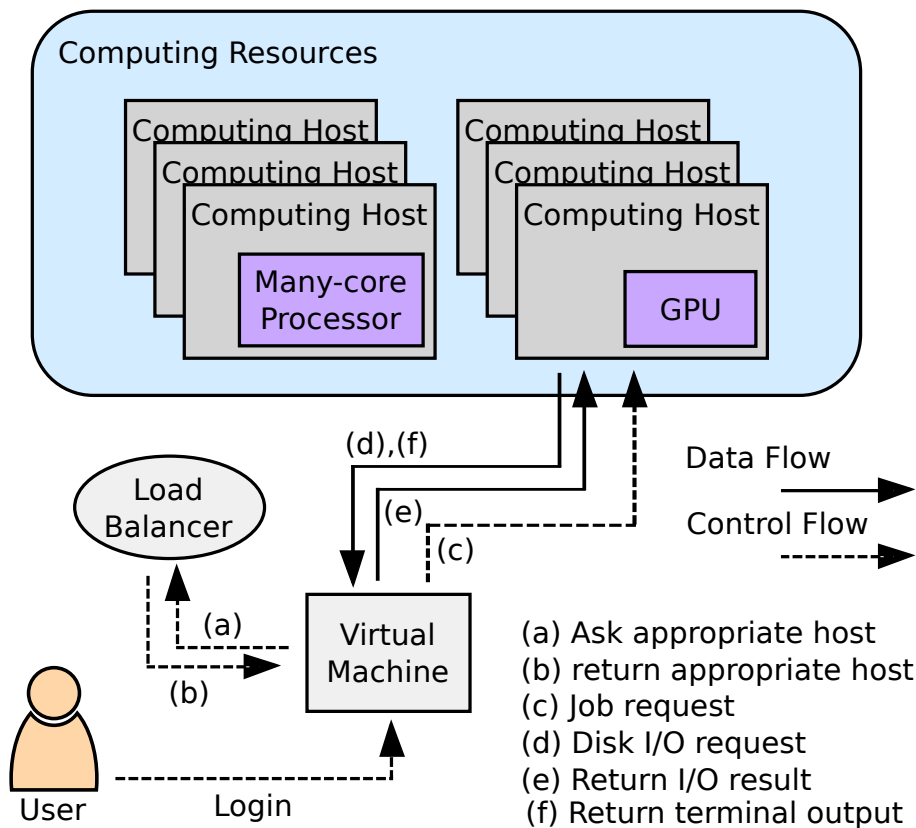 Computing Resources
Computing Host
Computing Host
Computing Host
Many-core
Processor
Computing Host
Computing Host
Computing Host
GPU
(d),(f)
(e)
(c)
Data Flow
Control Flow
Load
Balancer
(a)
(b)
Virtual
Machine
User
Login
(a) Ask appropriate host
(b) return appropriate host
(c) Job request
(d) Disk I/O request
(e) Return I/O result
(f) Return terminal output